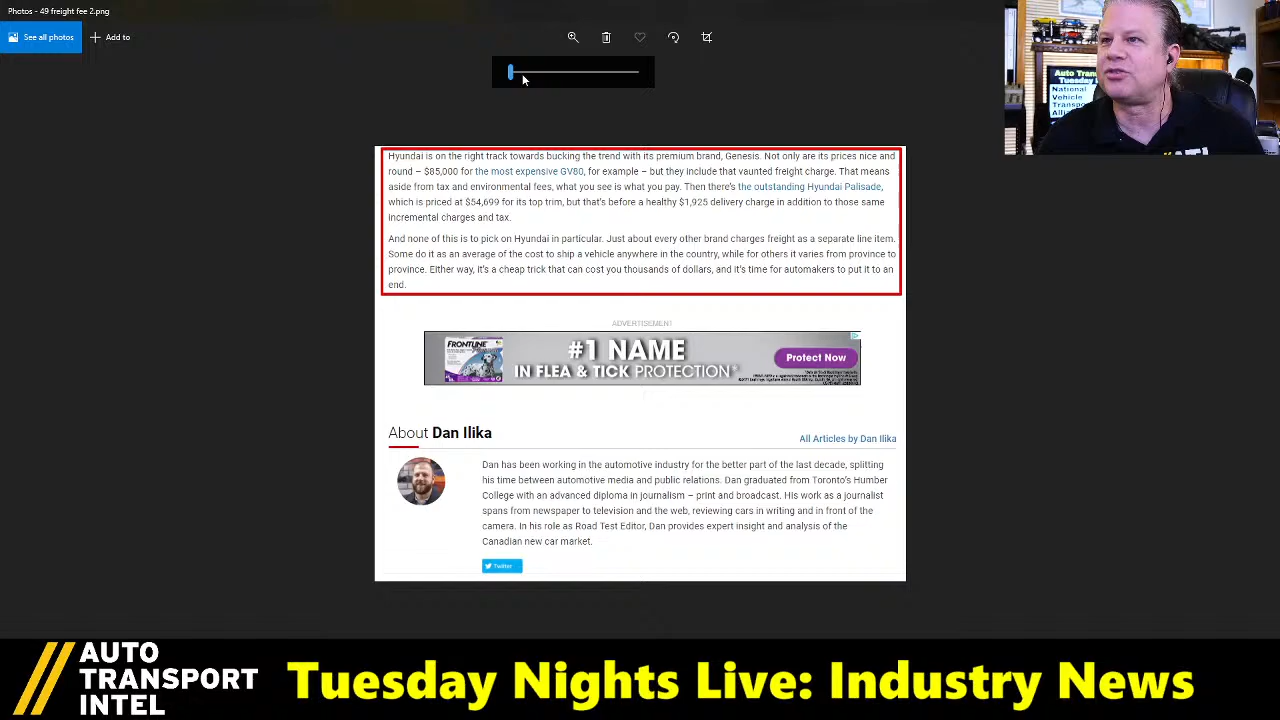 Photos - 49 freight fee 2.png
See all photos
Add to
Auto Tran
Tuesday
National
Vehicle
Transpo
Allia
Hyundai is on the right track towards bucking the trend with its premium brand, Genesis. Not only are its prices nice and
round – $85,000 for the most expensive GV80, for example – but they include that vaunted freight charge. That means
aside from tax and environmental fees, what you see is what you pay. Then there's the outstanding Hyundai Palisade,
which is priced at $54,699 for its top trim, but that's before a healthy $1,925 delivery charge in addition to those same
incremental charges and tax.
And none of this is to pick on Hyundai in particular. Just about every other brand charges freight as a separate line item.
Some do it as an average of the cost to ship a vehicle anywhere in the country, while for others it varies from province to
province. Either way, it's a cheap trick that can cost you thousands of dollars, and it's time for automakers to put it to an
end.
ADVERTISEMENT
FRONTLINE
#1 NAME
IN FLEA & TICK PROTECTION*
Protect Now
About Dan Ilika
All Articles by Dan Ilika
Dan has been working in the automotive industry for the better part of the last decade, splitting
his time between automotive media and public relations. Dan graduated from Toronto's Humber
College with an advanced diploma in journalism – print and broadcast. His work as a journalist
spans from newspaper to television and the web, reviewing cars in writing and in front of the
camera. In his role as Road Test Editor, Dan provides expert insight and analysis of the
Canadian new car market.
Twitter
AUTO
TRANSPORT
INTEL
Tuesday Nights Live: Industry News